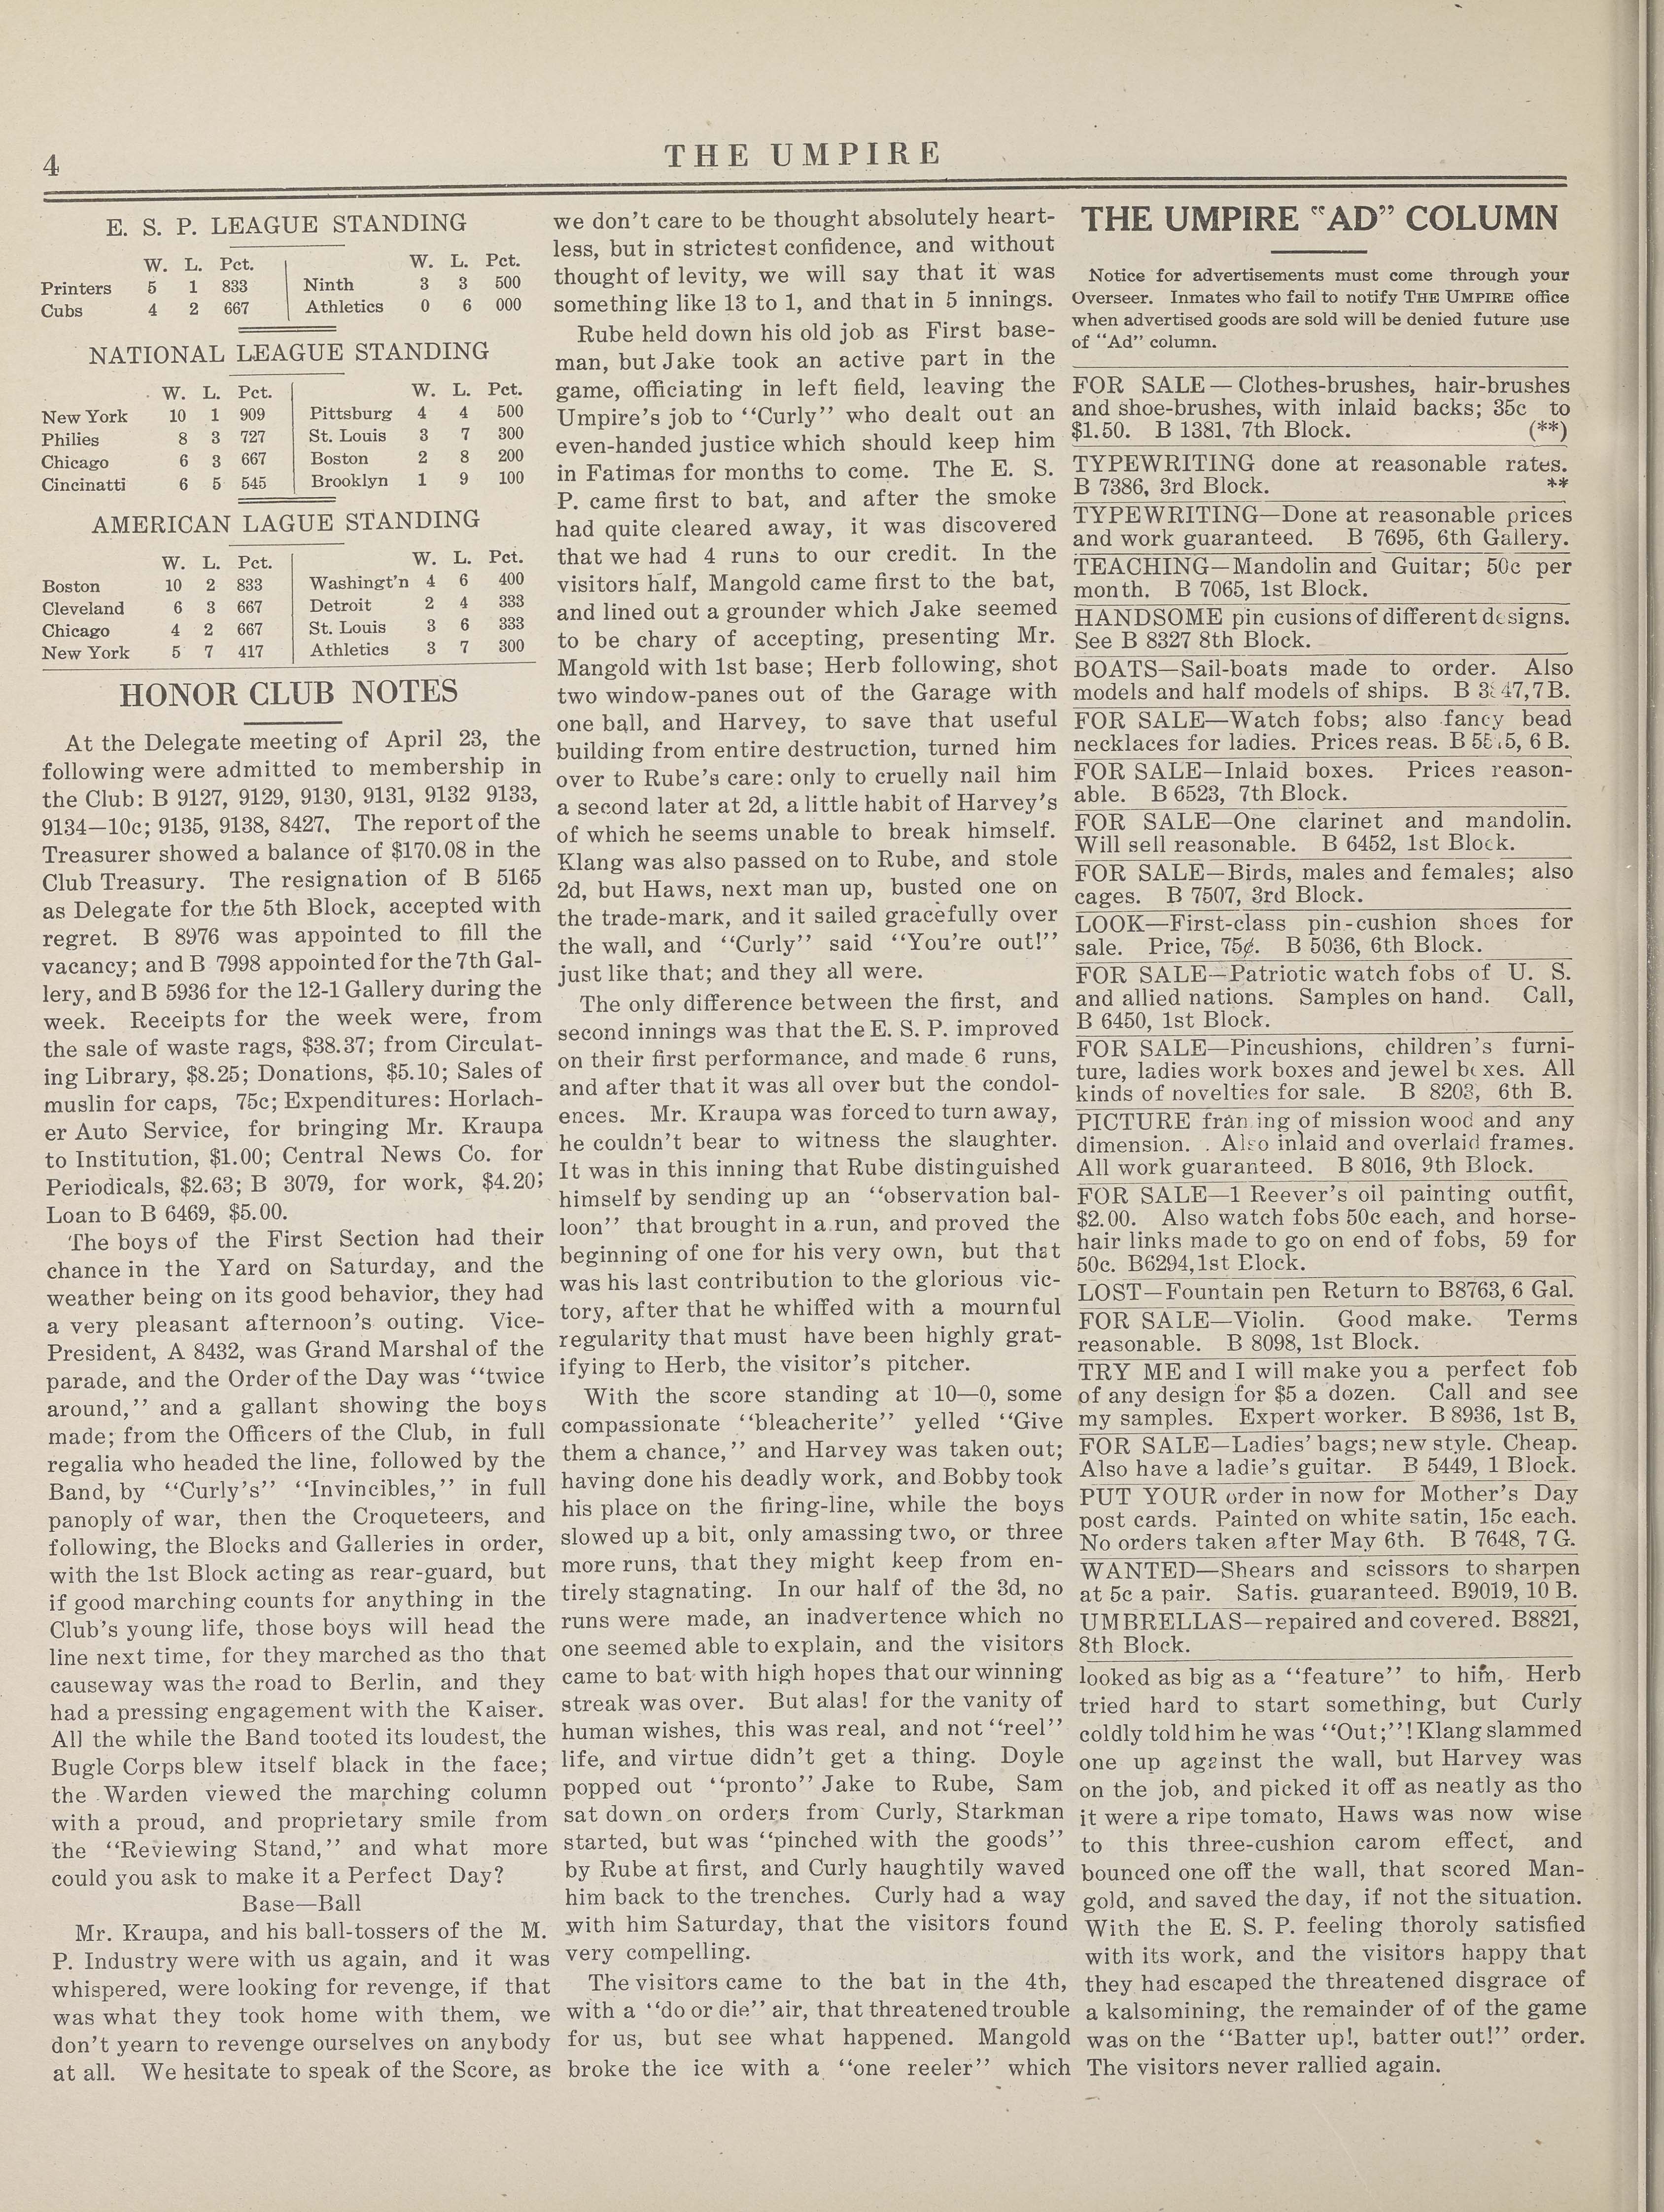 4
THE UMPIRE
E. S. P. LEAGUE STANDING
W. L. Pct. W. L. Pct.
Printers 5 1 833 Ninth 3 3 500
Cubs 4 2 667 Athletics 0 6 000
NATIONAL LEAGUE STANDING
W. L. Pct. W. L. Pct.
New York 10 1 909 Pittsburg 4 4 500
Philies 8 3 727 St. Louis 3 7 300
Chicago 6 3 667 Boston 2 8 200
Cincinatti 6 5 545 Brooklyn 1 9 100
AMERICAN LAGUE STANDING
W. L. Pct. W. L. Pct.
Boston 10 2 833 Washingt'n 4 6 400
Cleveland 6 3 667 Detroit 2 4 333
Chicago 4 2 667 St. Louis 3 6 333
New York 5 7 417 Athletics 3 7 300
HONOR CLUB NOTES
At the Delegate meeting of April 23, the
following were admitted to membership in
the Club: B 9127, 9129, 9130, 9131, 9132 9133,
9134—10c; 9135, 9138, 8427. The report of the
Treasurer showed a balance of $170.08 in the
Club Treasury. The resignation of B 5165
as Delegate for the 5th Block, accepted with
regret. B 8976 was appointed to fill the
vacancy; and B 7998 appointed for the 7th Gal-
lery, and B 5936 for the 12-1 Gallery during the
week. Receipts for the week were, from
the sale of waste rags, $38.37; from Circulat-
ing Library, $8.25; Donations, $5.10; Sales of
muslin for caps, 75c; Expenditures: Horlach-
er Auto Service, for bringing Mr. Kraupa
to Institution, $1.00; Central News Co. for
Periodicals, $2.63; B 3079, for work, $4.20;
Loan to B 6469, $5.00.
The boys of the First Section had their
chance in the Yard on Saturday, and the
weather being on its good behavior, they had
a very pleasant afternoon's outing. Vice-
President, A 8432, was Grand Marshal of the
parade, and the Order of the Day was "twice
around," and a gallant showing the boys
made; from the Officers of the Club, in full
regalia who headed the line, followed by the
Band, by "Curly's" "Invincibles," in full
panoply of war, then the Croqueteers, and
following, the Blocks and Galleries in order,
with the 1st Block acting as rear-guard, but
if good marching counts for anything in the
Club's young life, those boys will head the
line next time, for they marched as tho that
causeway was the road to Berlin, and they
had a pressing engagement with the Kaiser.
All the while the Band tooted its loudest, the
Bugle Corps blew itself black in the face;
the Warden viewed the marching column
with a proud, and proprietary smile from
the "Reviewing Stand," and what more
could you ask to make it a Perfect Day?
Base—Ball
Mr. Kraupa, and his ball-tossers of the M.
P. Industry were with us again, and it was
whispered, were looking for revenge, if that
was what they took home with them, we
don't yearn to revenge ourselves on anybody
at all. We hesitate to speak of the Score, as
we don't care to be thought absolutely heart-
less, but in strictest confidence, and without
thought of levity, we will say that it was
something like 13 to 1, and that in 5 innings.
Rube held down his old job as First base-
man, but Jake took an active part in the
game, officiating in left field, leaving the
Umpire's job to "Curly" who dealt out an
even-handed justice which should keep him
in Fatimas for months to come. The E. S.
P. came first to bat, and after the smoke
had quite cleared away, it was discovered
that we had 4 runs to our credit. In the
visitors half, Mangold came first to the bat,
and lined out a grounder which Jake seemed
to be chary of accepting, presenting Mr.
Mangold with 1st base; Herb following, shot
two window-panes out of the Garage with
one ball, and Harvey, to save that useful
building from entire destruction, turned him
over to Rube's care: only to cruelly nail him
a second later at 2d, a little habit of Harvey's
of which he seems unable to break himself.
Klang was also passed on to Rube, and stole
2d, but Haws, next man up, busted one on
the trade-mark, and it sailed gracefully over
the wall, and "Curly" said "You're out!"
just like that; and they all were.
The only difference between the first, and
second innings was that the E. S. P. improved
on their first performance, and made 6 runs,
and after that it was all over but the condol-
ences. Mr. Kraupa was forced to turn away,
he couldn't bear to witness the slaughter.
It was in this inning that Rube distinguished
himself by sending up an "observation bal-
loon" that brought in a run, and proved the
beginning of one for his very own, but that
was his last contribution to the glorious vic-
tory, after that he whiffed with a mournful
regularity that must have been highly grat-
ifying to Herb, the visitor's pitcher.
With the score standing at 10—0, some
compassionate "bleacherite" yelled "Give
them a chance," and Harvey was taken out;
having done his deadly work, and Bobby took
his place on the firing-line, while the boys
slowed up a bit, only amassing two, or three
more runs, that they might keep from en-
tirely stagnating. In our half of the 3d, no
runs were made, an inadvertence which no
one seemed able to explain, and the visitors
came to bat with high hopes that our winning
streak was over. But alas! for the vanity of
human wishes, this was real, and not "reel"
life, and virtue didn't get a thing. Doyle
popped out "pronto" Jake to Rube, Sam
sat down on orders from Curly, Starkman
started, but was "pinched with the goods"
by Rube at first, and Curly haughtily waved
him back to the trenches. Curly had a way
with him Saturday, that the visitors found
very compelling.
The visitors came to the bat in the 4th,
with a "do or die" air, that threatened trouble
for us, but see what happened. Mangold
broke the ice with a "one reeler" which
THE UMPIRE "AD" COLUMN
Notice for advertisements must come through your
Overseer. Inmates who fail to notify THE UMPIRE office
when advertised goods are sold will be denied future use
of "Ad" column.
FOR SALE—Clothes-brushes, hair-brushes
and shoe-brushes, with inlaid backs; 35c to
$1.50. B 1381, 7th Block. (**)
TYPEWRITING done at reasonable rates.
B 7386, 3rd Block. **
TYPEWRITING—Done at reasonable prices
and work guaranteed. B 7695, 6th Gallery.
TEACHING—Mandolin and Guitar; 50c per
month. B 7065, 1st Block.
HANDSOME pin cusions of different designs.
See B 8327 8th Block.
BOATS—Sail-boats made to order. Also
models and half models of ships. B 7B.
FOR SALE—Watch fobs; also fancy bead
necklaces for ladies. Prices reas. B 6 B.
FOR SALE—Inlaid boxes. Prices reason-
able. B 6523, 7th Block.
FOR SALE—One clarinet and mandolin.
Will sell reasonable. B 6452, 1st Block.
FOR SALE—Birds, males and females; also
cages. B 7507, 3rd Block.
LOOK—First-class pin-cushion shoes for
sale. Price, 75¢. B 5036, 6th Block.
FOR SALE—Patriotic watch fobs of U. S.
and allied nations. Samples on hand. Call,
B 6450, 1st Block.
FOR SALE—Pincushions, children's furni-
ture, ladies work boxes and jewel boxes. All
kinds of novelties for sale. B 8203, 6th B.
PICTURE framing of mission wood and any
dimension. Also inlaid and overlaid frames.
All work guaranteed. B 8016, 9th Block.
FOR SALE—1 Reever's oil painting outfit,
$2.00. Also watch fobs 50c each, and horse-
hair links made to go on end of fobs, 59 for
50c. B6294,1st Block.
LOST—Fountain pen Return to B8763, 6 Gal.
FOR SALE—Violin. Good make. Terms
reasonable. B 8098, 1st Block.
TRY ME and I will make you a perfect fob
of any design for $5 a dozen. Call and see
my samples. Expert worker. B 8936, 1st B,
FOR SALE—Ladies' bags; new style. Cheap.
Also have a ladie's guitar. B 5449, 1 Block.
PUT YOUR order in now for Mother's Day
post cards. Painted on white satin, 15c each.
No orders taken after May 6th. B 7648, 7 G.
WANTED—Shears and scissors to sharpen
at 5c a pair. Satis. guaranteed. B9019, 10 B.
UMBRELLAS—repaired and covered. B8821,
8th Block.
looked as big as a "feature" to him, Herb
tried hard to start something, but Curly
coldly told him he was "Out;"! Klang slammed
one up against the wall, but Harvey was
on the job, and picked it off as neatly as tho
it were a ripe tomato, Haws was now wise
to this three-cushion carom effect, and
bounced one off the wall, that scored Man-
gold, and saved the day, if not the situation.
With the E. S. P. feeling thoroly satisfied
with its work, and the visitors happy that
they had escaped the threatened disgrace of
a kalsomining, the remainder of of the game
was on the "Batter up!, batter out!" order.
The visitors never rallied again.